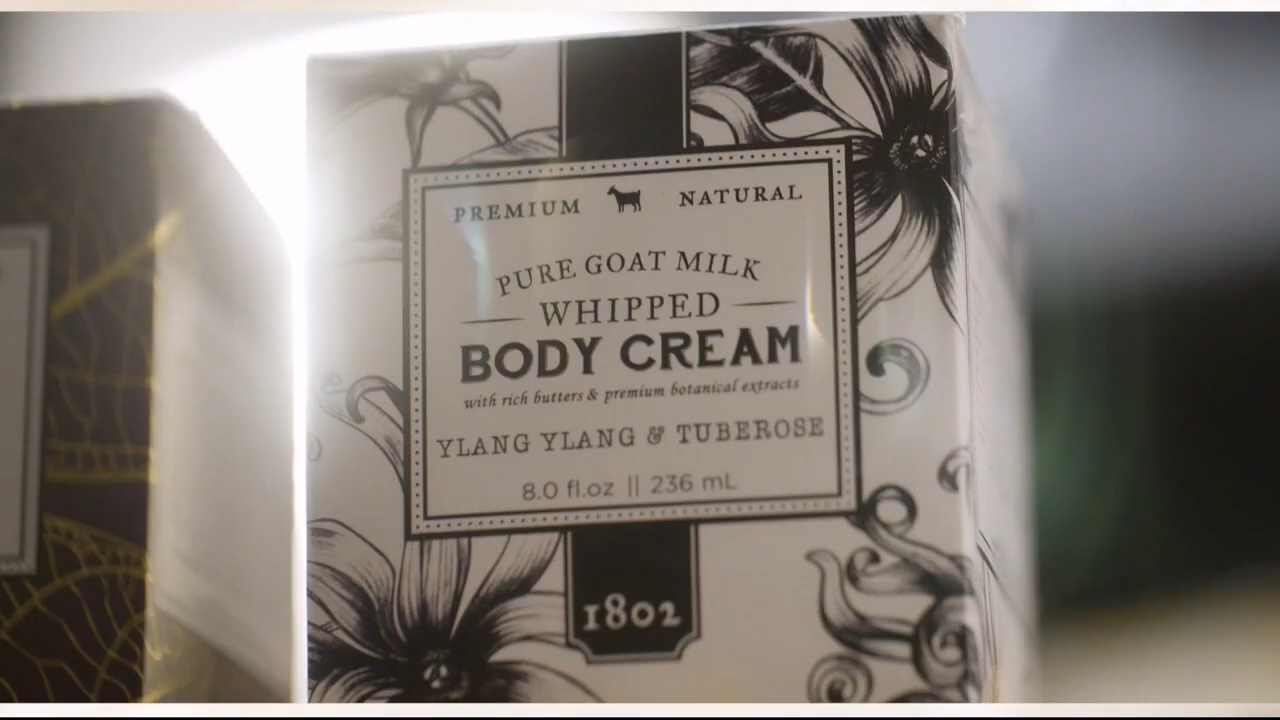 PREMIUM NATURAL
PURE GOAT MILK
WHIPPED
BODY CREAM
with rich butters & premium botanical extracts
YLANG YLANG & TUBEROSE
8.0 fl.oz || 236 mL
1802